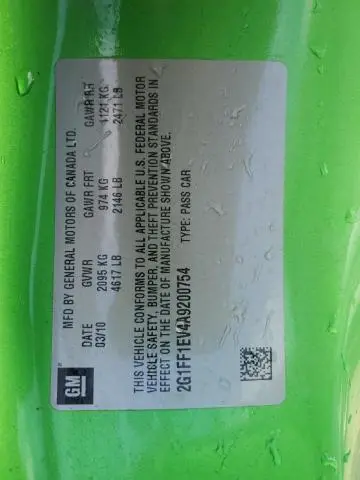 GM
MFD BY GENERAL MOTORS OF CANADA LTD.
DATE GVWR GAWR FRT GAWR RR
03/10 2095 KG 974 KG 1121 KG
4617 LB 2146 LB 2471 LB
THIS VEHICLE CONFORMS TO ALL APPLICABLE U.S. FEDERAL MOTOR
VEHICLE SAFETY, BUMPER, AND THEFT PREVENTION STANDARDS IN
EFFECT ON THE DATE OF MANUFACTURE SHOWN ABOVE.
2G1FF1EV4A9200754 TYPE: PASS CAR